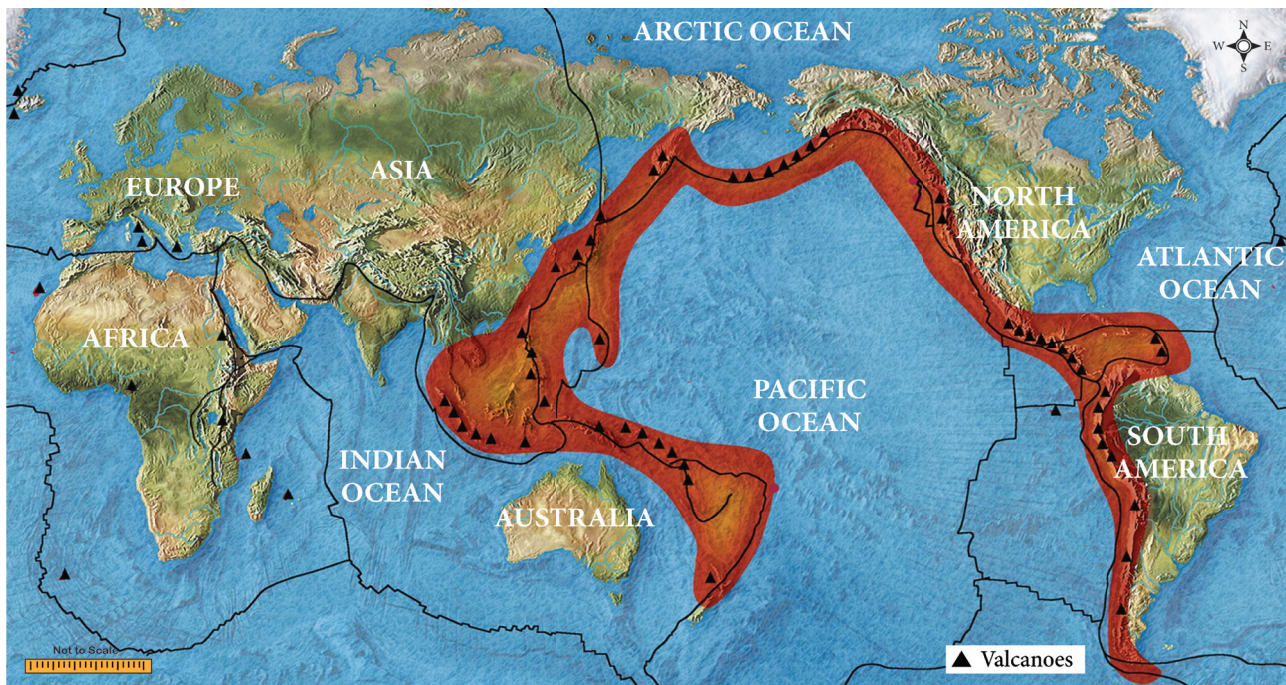 ARCTIC OCEAN
N
W E
S
EUROPE
ASIA
NORTH
AMERICA
ATLANTIC
OCEAN
AFRICA
PACIFIC
OCEAN
INDIAN
OCEAN
SOUTH
AMERICA
AUSTRALIA
Not to Scale
Valcanoes